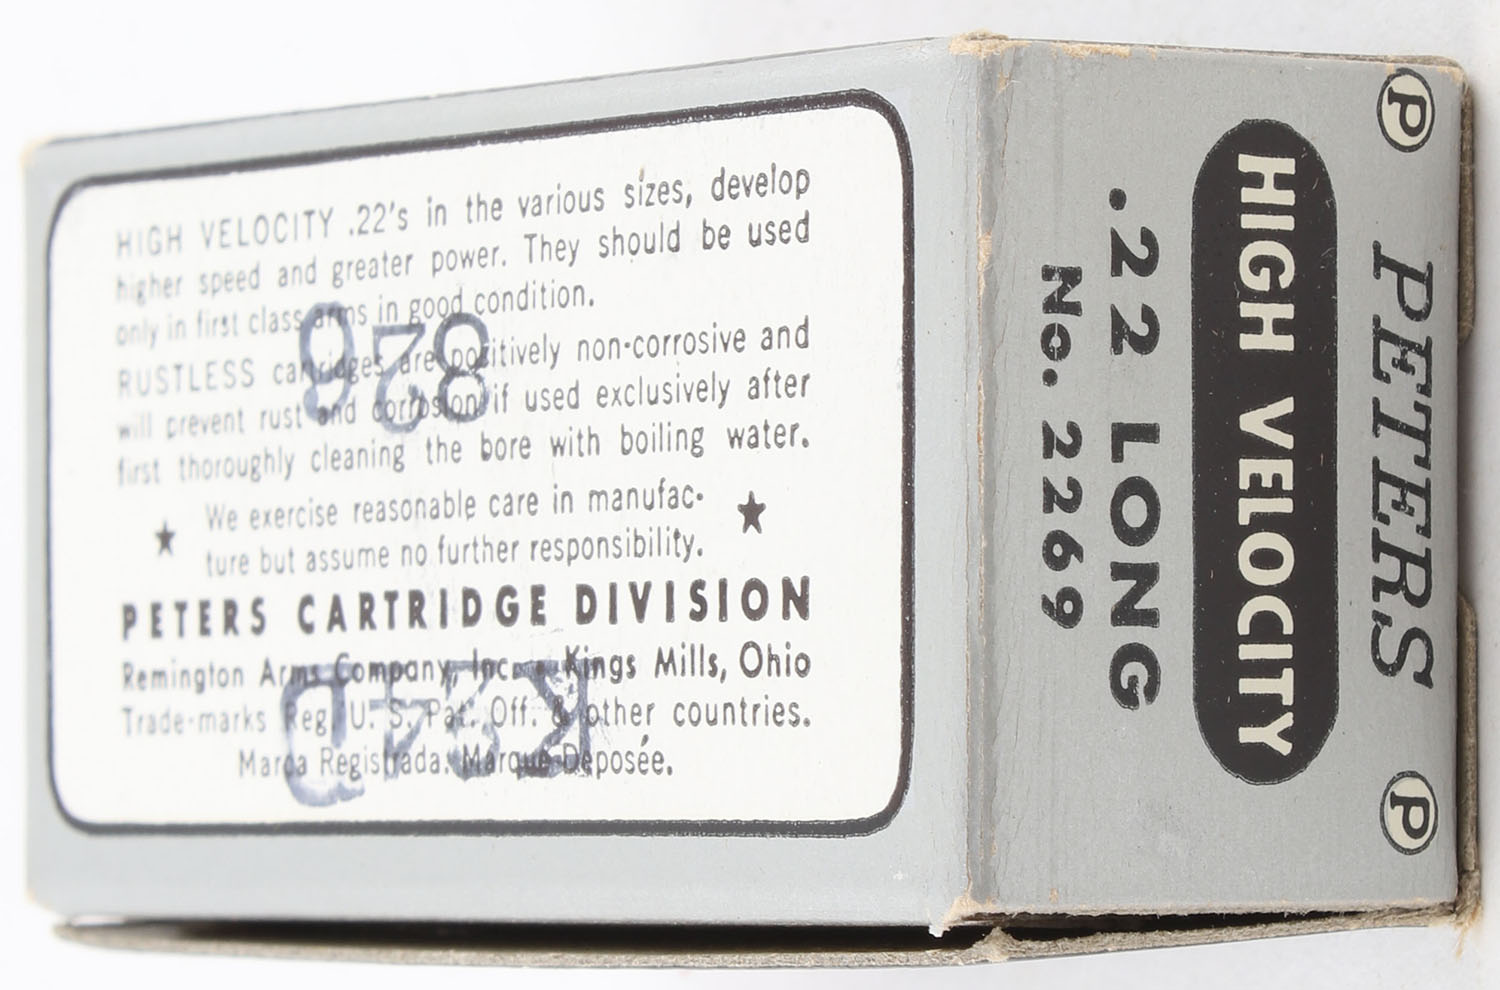 HIGH VELOCITY .22's in the various sizes, develop
higher speed and greater power. They should be used
only in first class arms in good condition.
RUSTLESS cartridges are positively non-corrosive and
will prevent rust and corrosion if used exclusively after
first thoroughly cleaning the bore with boiling water.
We exercise reasonable care in manufac-
ture but assume no further responsibility.
PETERS CARTRIDGE DIVISION
Remington Arms Company, Inc. • Kings Mills, Ohio
Trade-marks Reg. U. S. Pat. Off. & other countries.
Marca Registrada. Marque Deposée.
K24D
P PETERS P
HIGH VELOCITY
.22 LONG
No. 2269